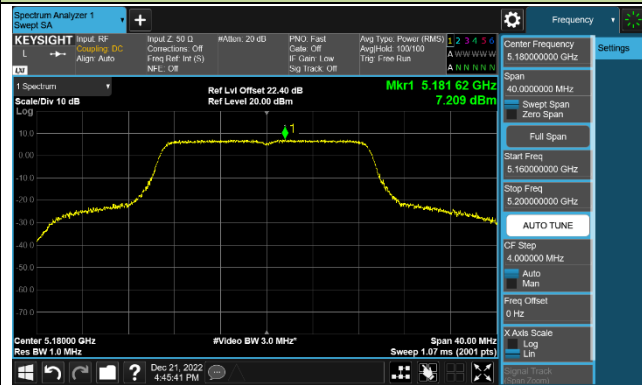 Spectrum Analyzer 1
Swept SA
+
Frequency
KEYSIGHT
L
LXI
Input: RF
Coupling: DC
Align: Auto
Input Z: 50 Ω
Corrections: Off
Freq Ref: Int (S)
NFE: Off
#Atten: 20 dB
PNO: Fast
Gate: Off
IF Gain: Low
Sig Track: Off
Avg Type: Power (RMS)
Avg|Hold: 100/100
Trig: Free Run
1 2 3 4 5 6
A W W W W W
A N N N N N
1 Spectrum
Scale/Div 10 dB
Log
Ref Lvl Offset 22.40 dB
Ref Level 20.00 dBm
Mkr1 5.181 62 GHz
7.209 dBm
1
10.0
0.00
-10.0
-20.0
-30.0
-40.0
-50.0
-60.0
-70.0
Center 5.18000 GHz
Res BW 1.0 MHz
#Video BW 3.0 MHz*
Span 40.00 MHz
Sweep 1.07 ms (2001 pts)
Center Frequency
5.180000000 GHz
Settings
Span
40.0000000 MHz
Swept Span
Zero Span
Full Span
Start Freq
5.160000000 GHz
Stop Freq
5.200000000 GHz
AUTO TUNE
CF Step
4.000000 MHz
Auto
Man
Freq Offset
0 Hz
X Axis Scale
Log
Lin
Signal Track
(Span Zoom)
?
Dec 21, 2022
4:45:41 PM